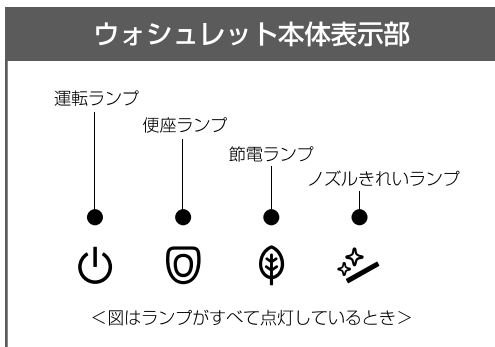 ウォシュレット本体表示部
運転ランプ
便座ランプ
節電ランプ
ノズルきれいランプ
＜図はランプがすべて点灯しているとき＞